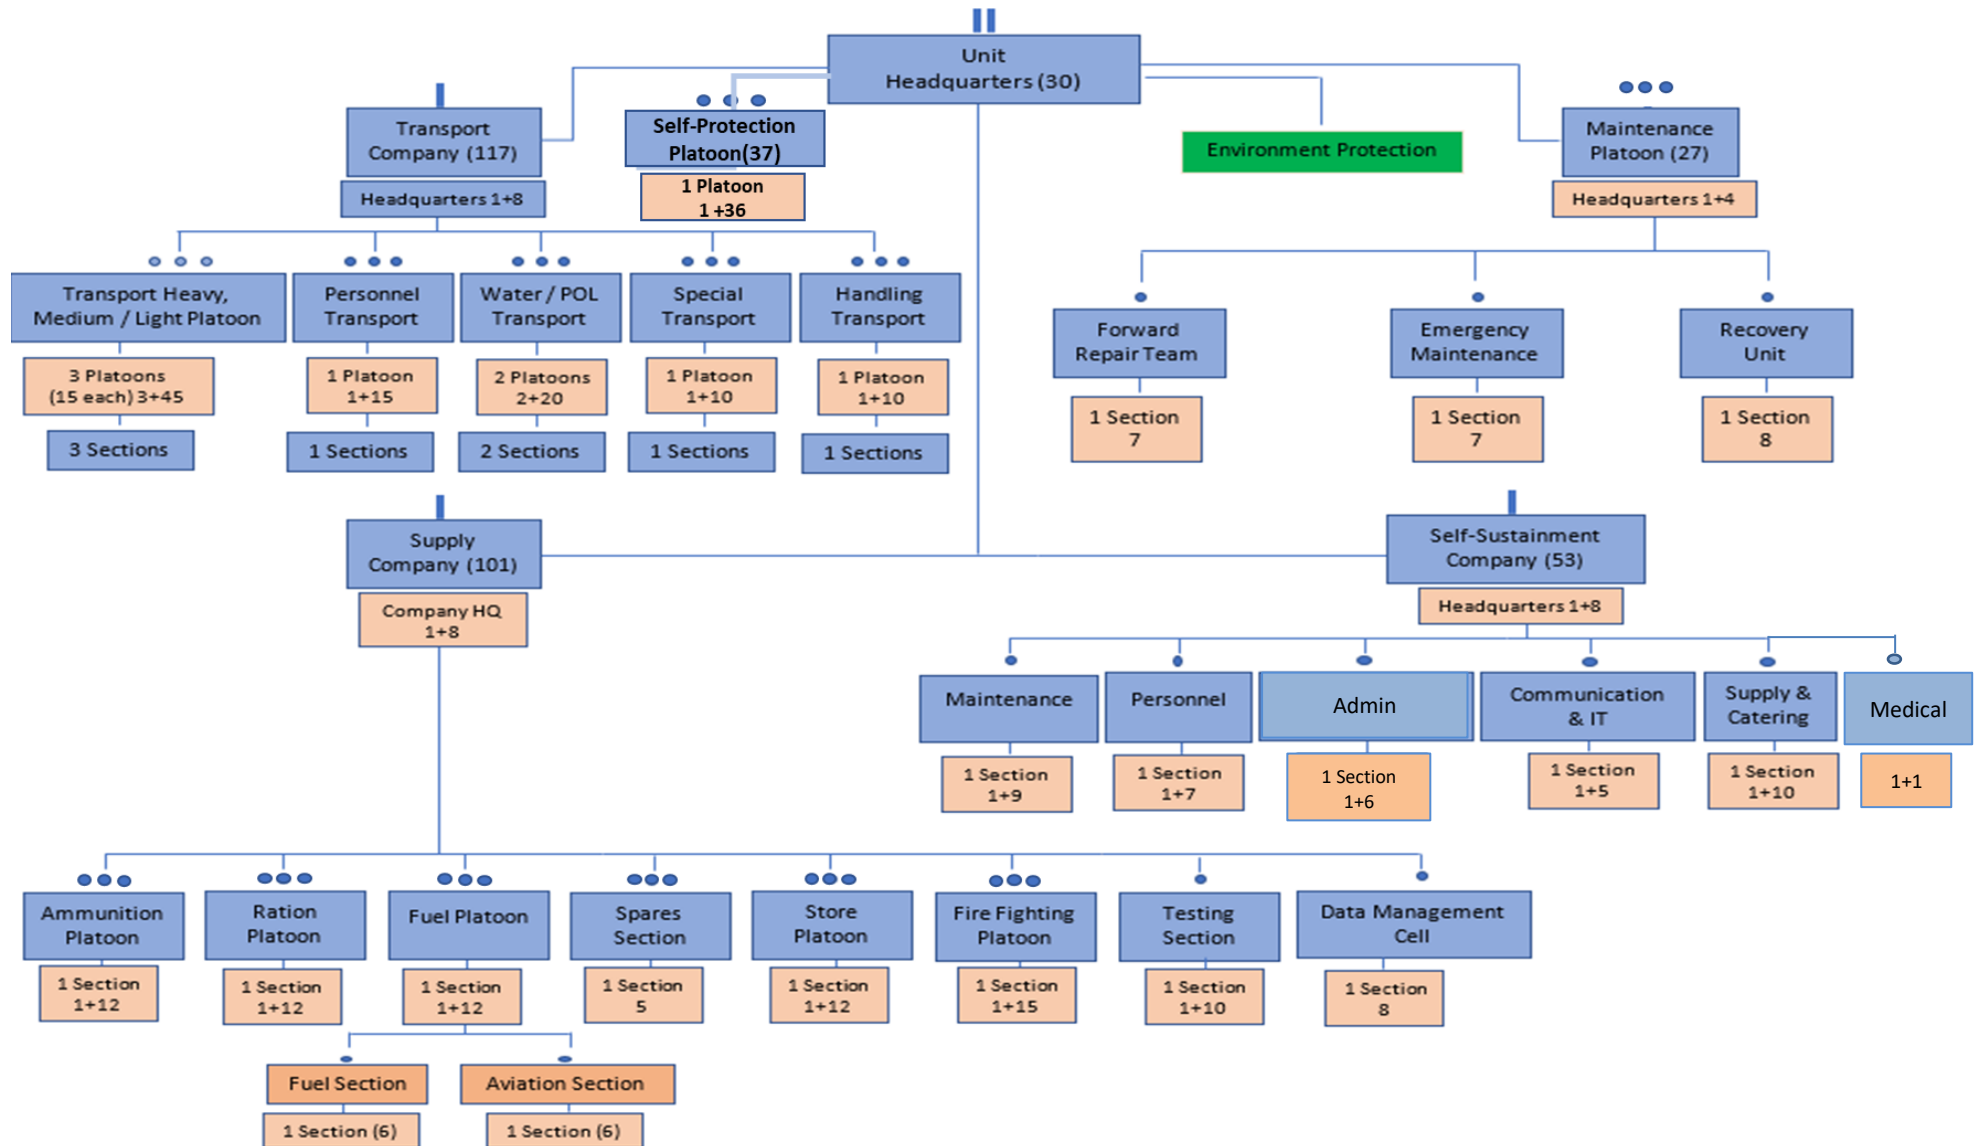 Unit
Headquarters (30)
Transport
Company (117)
Headquarters 1+8
Self-Protection
Platoon(37)
1 Platoon
1 +36
Environment Protection
Maintenance
Platoon (27)
Headquarters 1+4
Transport Heavy,
Medium / Light Platoon
3 Platoons
(15 each) 3+45
3 Sections
Personnel
Transport
1 Platoon
1+15
1 Sections
Water / POL
Transport
2 Platoons
2+20
2 Sections
Special
Transport
1 Platoon
1+10
1 Sections
Handling
Transport
1 Platoon
1+10
1 Sections
Forward
Repair Team
1 Section
7
Emergency
Maintenance
1 Section
7
Recovery
Unit
1 Section
8
Supply
Company (101)
Company HQ
1+8
Self-Sustainment
Company (53)
Headquarters 1+8
Maintenance
1 Section
1+9
Personnel
1 Section
1+7
Admin
1 Section
1+6
Communication
& IT
1 Section
1+5
Supply &
Catering
1 Section
1+10
Medical
1+1
Ammunition
Platoon
1 Section
1+12
Ration
Platoon
1 Section
1+12
Fuel Platoon
1 Section
1+12
Spares
Section
1 Section
5
Store
Platoon
1 Section
1+12
Fire Fighting
Platoon
1 Section
1+15
Testing
Section
1 Section
1+10
Data Management
Cell
1 Section
8
Fuel Section
1 Section (6)
Aviation Section
1 Section (6)